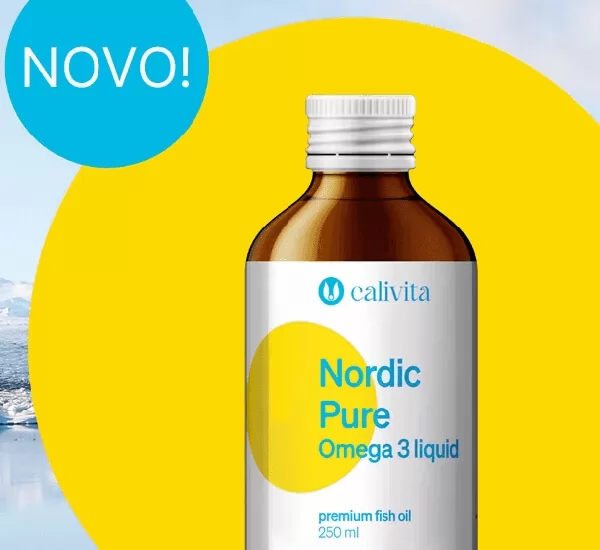 NOVO!
calivita
Nordic
Pure
Omega 3 liquid
premium fish oil
250 ml